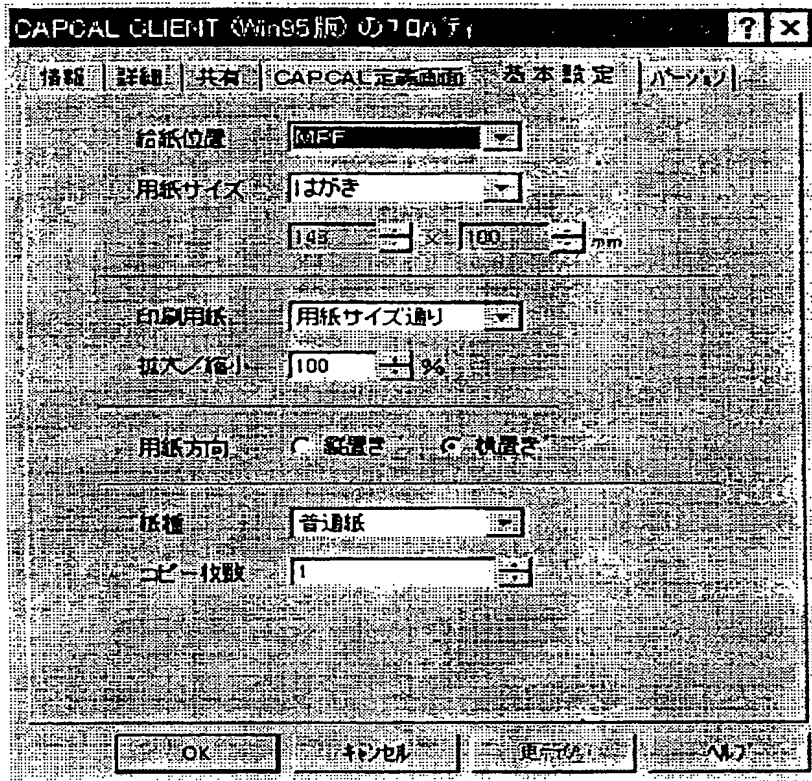 CAPCAL CLIENT (Win95版) のプロパティ
情報 詳細 共有 CAPCAL定義画面 基本設定 バージョン
給紙位置 MPF
用紙サイズ はがき
148 × 100 mm
印刷用紙 用紙サイズ通り
拡大/縮小 100 %
用紙方向 縦置き 横置き
紙種 普通紙
コピー枚数 1
OK キャンセル ヘルプ